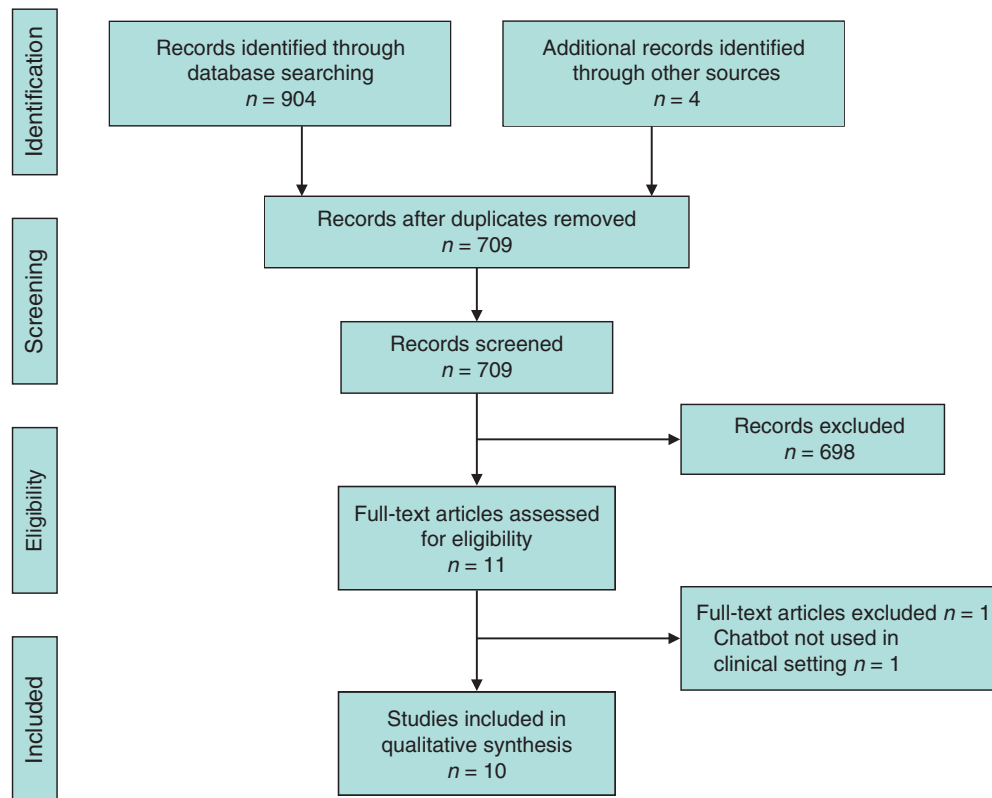 Identification
Records identified through
database searching
n = 904
Additional records identified
through other sources
n = 4
Screening
Records after duplicates removed
n = 709
Records screened
n = 709
Records excluded
n = 698
Eligibility
Full-text articles assessed
for eligibility
n = 11
Full-text articles excluded n = 1
Chatbot not used in
clinical setting n = 1
Included
Studies included in
qualitative synthesis
n = 10